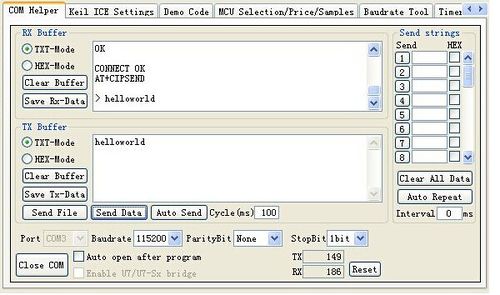 COM Helper Keil ICE Settings Demo Code MCU Selection/Price/Samples Baudrate Tool Timer
RX Buffer
TXT-Mode
HEX-Mode
Clear Buffer
Save Rx-Data
OK
CONNECT OK
AT+CIPSEND
> helloworld
TX Buffer
TXT-Mode
HEX-Mode
Clear Buffer
Save Tx-Data
helloworld
Send File Send Data Auto Send Cycle(ms) 100
Send strings
Send HEX
1
2
3
4
5
6
7
8
Clear All Data
Auto Repeat
Interval 0 ms
Port COM3 Baudrate 115200 ParityBit None StopBit 1bit
Close COM
Auto open after program
Enable U7/U7-Sx bridge
TX 149
RX 186
Reset